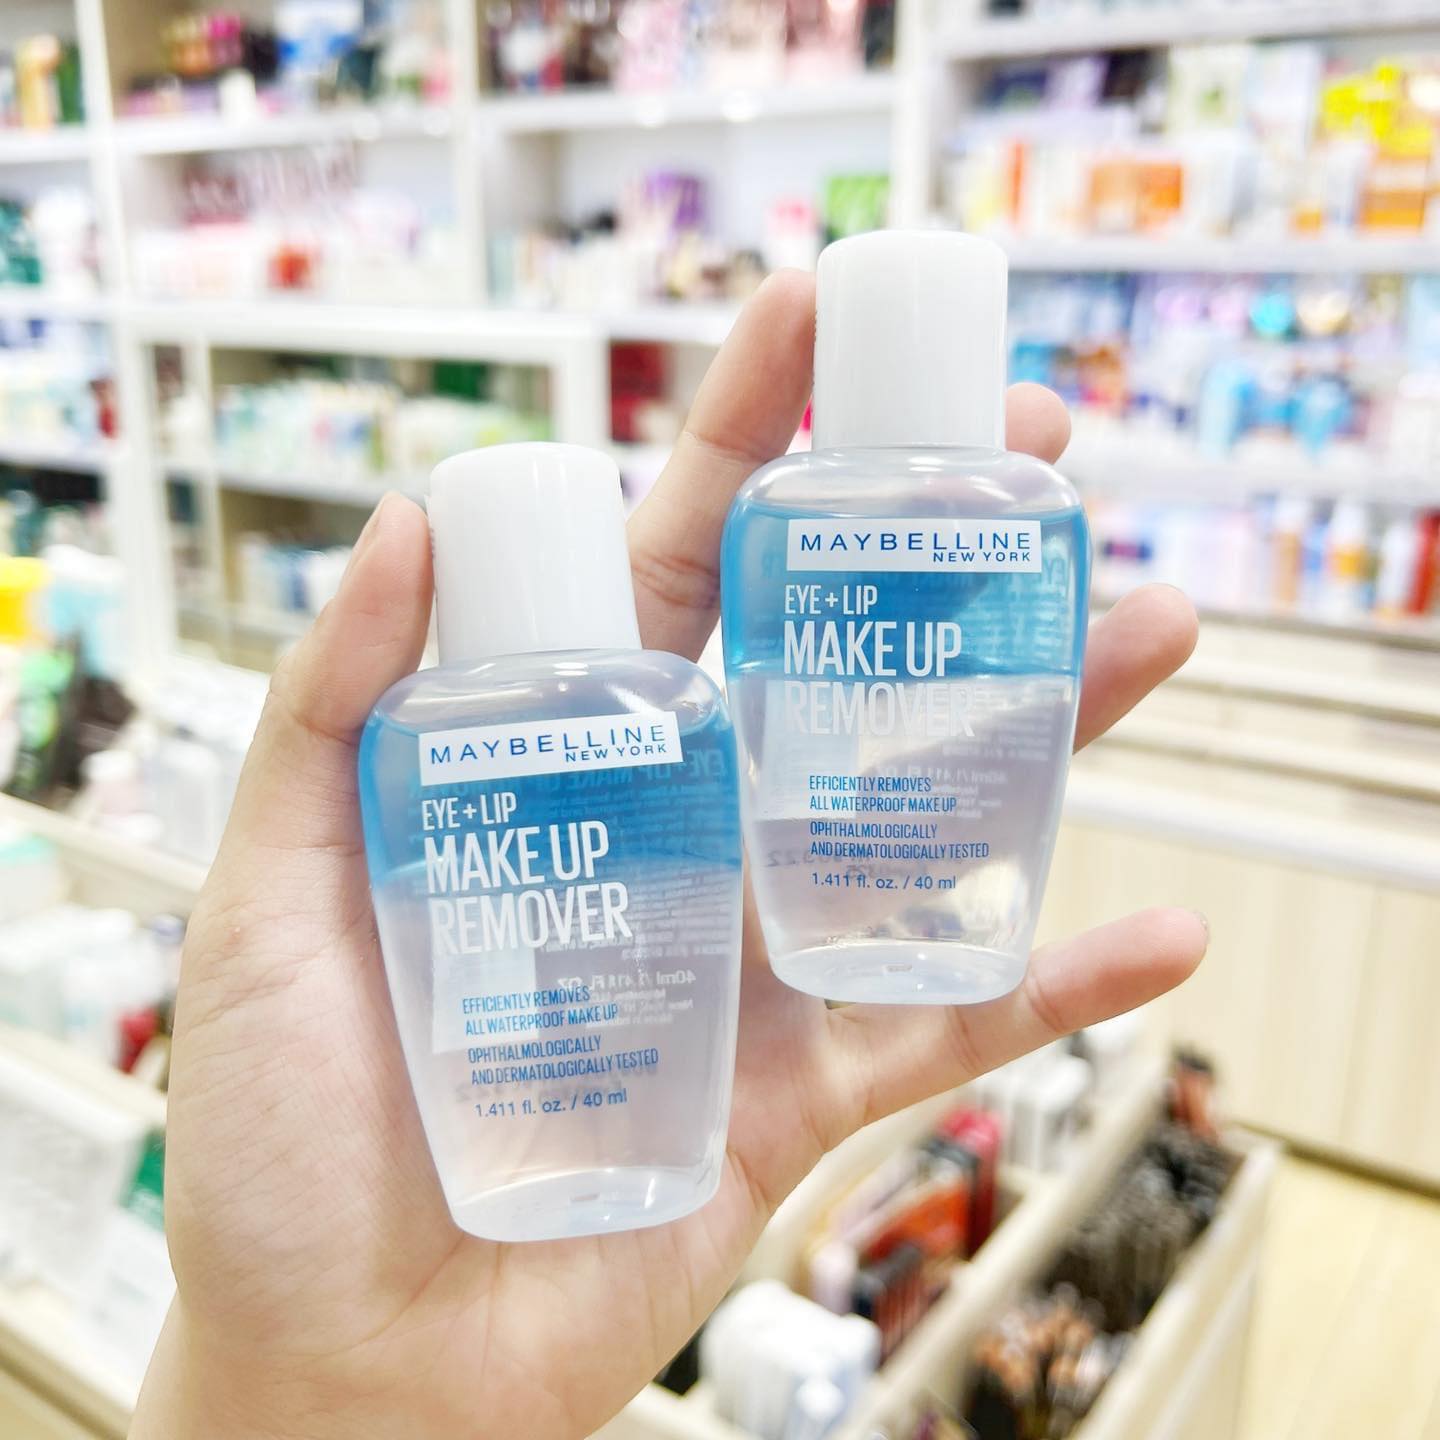 MAYBELLINE
NEW YORK
EYE + LIP
MAKE UP
REMOVER
EFFICIENTLY REMOVES
ALL WATERPROOF MAKE UP
OPHTHALMOLOGICALLY
AND DERMATOLOGICALLY TESTED
1.411 fl. oz. / 40 ml
MAYBELLINE
NEW YORK
EYE + LIP
MAKE UP
REMOVER
EFFICIENTLY REMOVES
ALL WATERPROOF MAKE UP
OPHTHALMOLOGICALLY
AND DERMATOLOGICALLY TESTED
1.411 fl. oz. / 40 ml